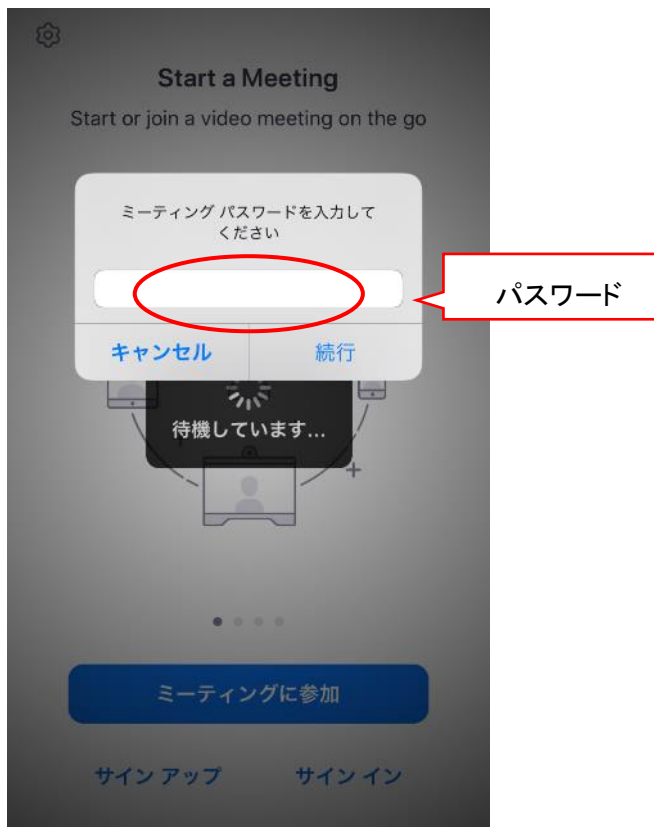 Start a Meeting
Start or join a video meeting on the go
ミーティング パスワードを入力して
ください
パスワード
キャンセル
続行
待機しています...
ミーティングに参加
サイン アップ
サイン イン